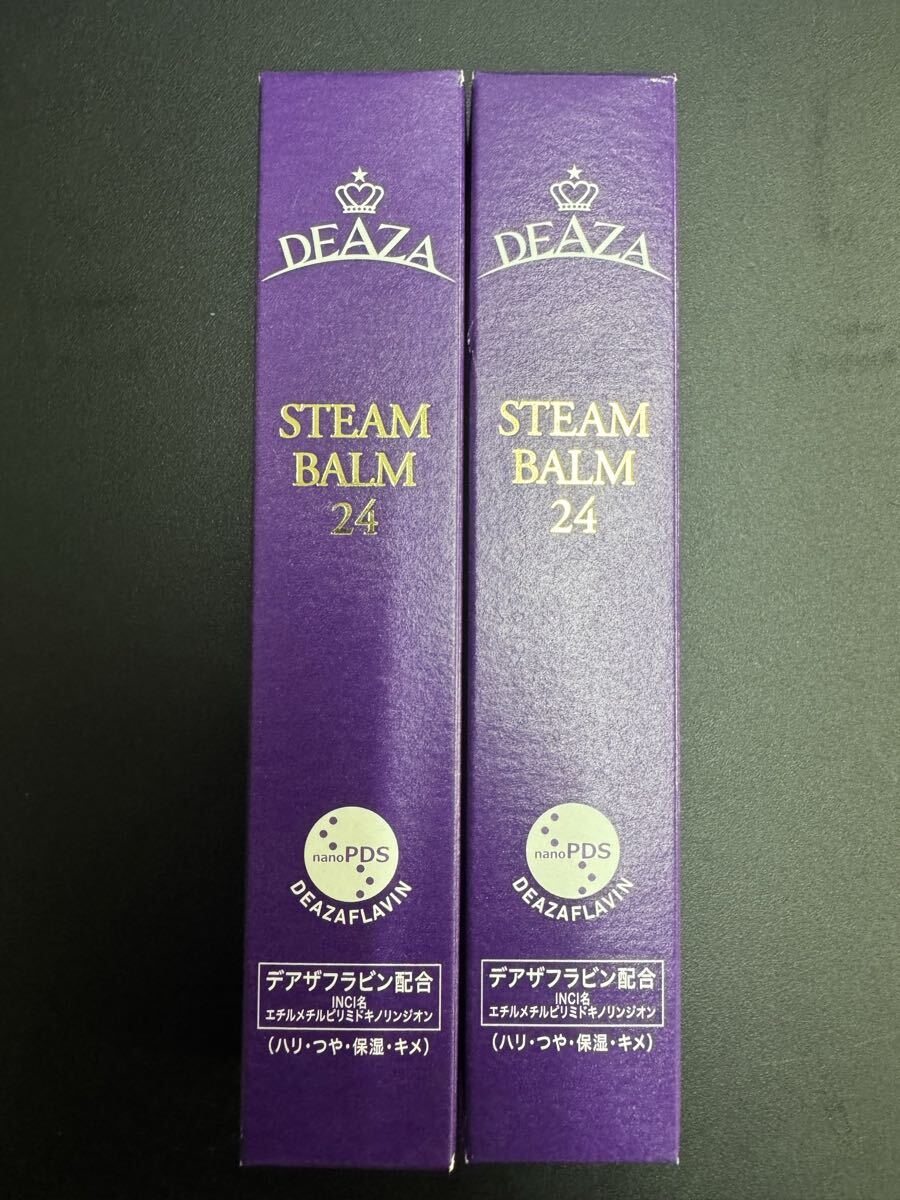 DEAZA
STEAM
BALM
24
nanoPDS
DEAZAFLAVIN
デアザフラビン配合
INCI名
エチルメチルピリミドキノリンジオン
(ハリ・つや・保湿・キメ)
DEAZA
STEAM
BALM
24
nanoPDS
DEAZAFLAVIN
デアザフラビン配合
INCI名
エチルメチルピリミドキノリンジオン
(ハリ・つや・保湿・キメ)